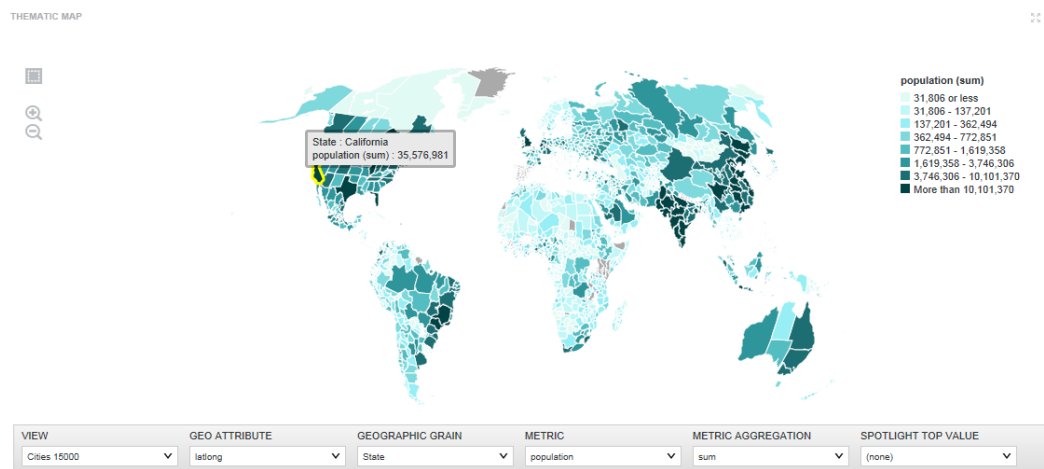 THEMATIC MAP
State : California
population (sum) : 35,576,981
population (sum)
31,806 or less
31,806 - 137,201
137,201 - 362,494
362,494 - 772,851
772,851 - 1,619,358
1,619,358 - 3,746,306
3,746,306 - 10,101,370
More than 10,101,370
VIEW GEO ATTRIBUTE GEOGRAPHIC GRAIN METRIC METRIC AGGREGATION SPOTLIGHT TOP VALUE
Cities 15000 latlong State population sum (none)